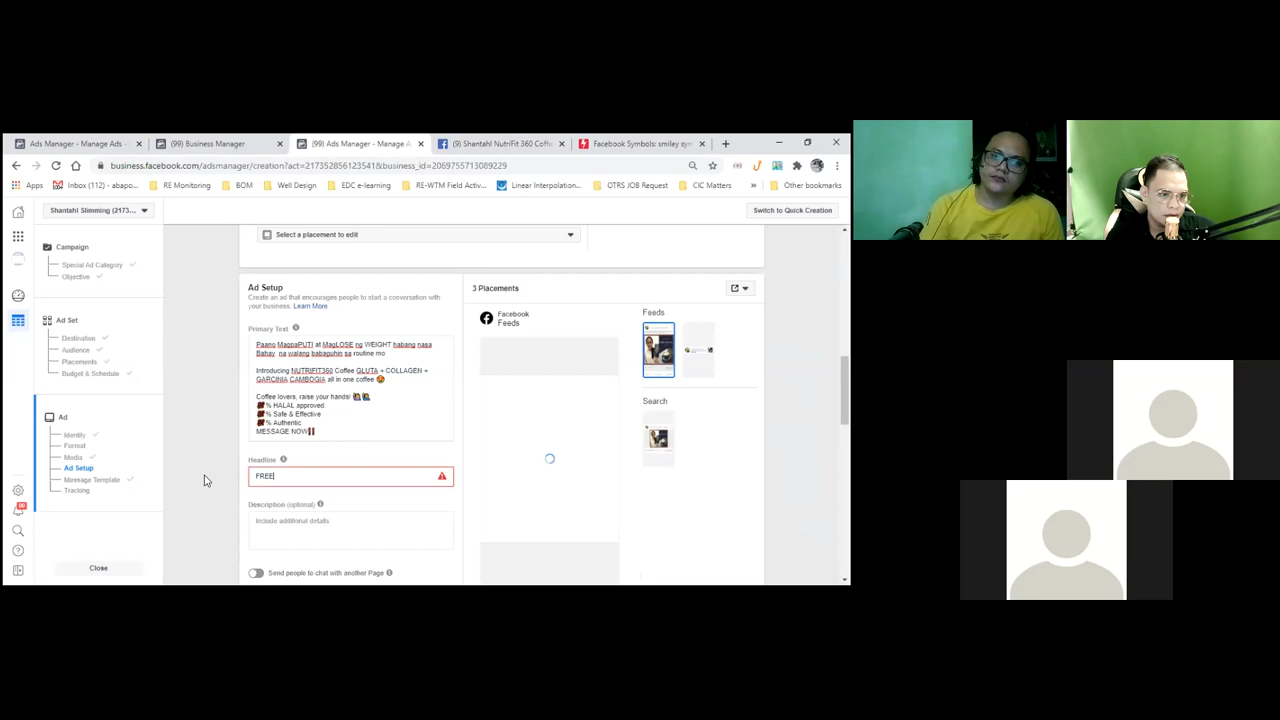 Ads Manager - Manage Ads -
(99) Business Manager
(99) Ads Manager - Manage A
(9) Shantahl NutriFit 360 Coffe
Facebook Symbols: smiley sym
business.facebook.com/adsmanager/creation?act=217352856123541&business_id=2069755713089229
Apps
Inbox (112) - abapo...
RE Monitoring
BOM
Well Design
EDC e-learning
RE-WTM Field Activ...
Linear Interpolation...
OTRS JOB Request
CIC Matters
»
Other bookmarks
Shantahl Slimming (2173...
Switch to Quick Creation
Campaign
Special Ad Category
Objective
Ad Set
Destination
Audience
Placements
Budget & Schedule
Ad
Identity
Format
Media
Ad Setup
Message Template
Tracking
Close
Select a placement to edit
Ad Setup
Create an ad that encourages people to start a conversation with
your business. Learn More
Primary Text
Paano MagpaPUTI at MagLOSE ng WEIGHT habang nasa
Bahay na walang babaguhin sa routine mo
Introducing NUTRIFIT360 Coffee GLUTA + COLLAGEN +
GARCINIA CAMBOGIA all in one coffee
Coffee lovers, raise your hands!
% HALAL approved
% Safe & Effective
% Authentic
MESSAGE NOW
Headline
FREE
Description (optional)
Include additional details
Send people to chat with another Page
3 Placements
Facebook
Feeds
Feeds
Search